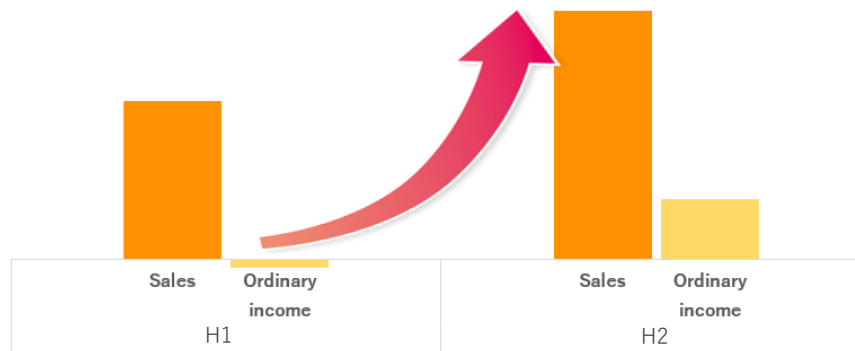 Sales
Ordinary
income
H1
Sales
Ordinary
income
H2